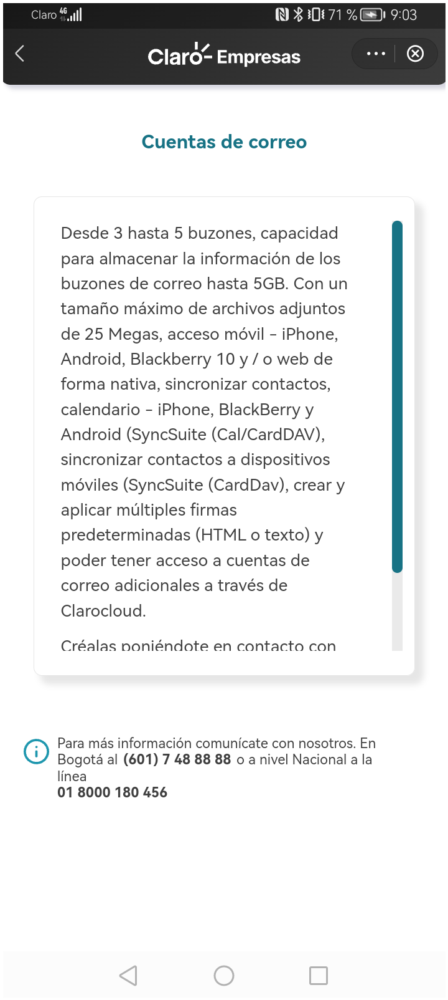 Claro 4G 71 % 9:03
Claro- Empresas
Cuentas de correo
Desde 3 hasta 5 buzones, capacidad
para almacenar la información de los
buzones de correo hasta 5GB. Con un
tamaño máximo de archivos adjuntos
de 25 Megas, acceso móvil - iPhone,
Android, Blackberry 10 y / o web de
forma nativa, sincronizar contactos,
calendario - iPhone, BlackBerry y
Android (SyncSuite (Cal/CardDAV),
sincronizar contactos a dispositivos
móviles (SyncSuite (CardDav), crear y
aplicar múltiples firmas
predeterminadas (HTML o texto) y
poder tener acceso a cuentas de
correo adicionales a través de
Clarocloud.
Créalas poniéndote en contacto con
Para más información comunícate con nosotros. En
Bogotá al (601) 7 48 88 88 o a nivel Nacional a la
línea
01 8000 180 456